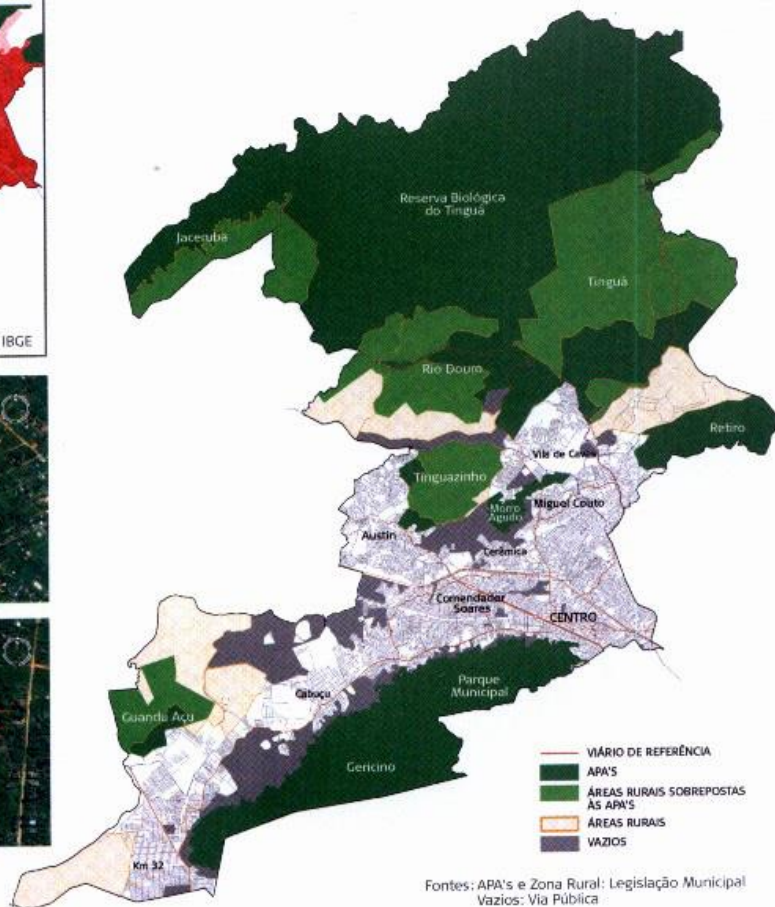 IBGE
Reserva Biológica
do Tinguá
Jaceruba
Tinguá
Rio Douro
Retiro
Vila de Cava
Tinguazinho
Morro
Agudo
Miguel Couto
Austin
Cerâmica
Comendador
Soares
CENTRO
Parque
Municipal
Cabuçu
Guandu Açu
Gericino
Km 32
VIÁRIO DE REFERÊNCIA
APA'S
ÁREAS RURAIS SOBREPOSTAS
ÀS APA'S
ÁREAS RURAIS
VAZIOS
Fontes: APA's e Zona Rural: Legislação Municipal
Vazios: Via Pública